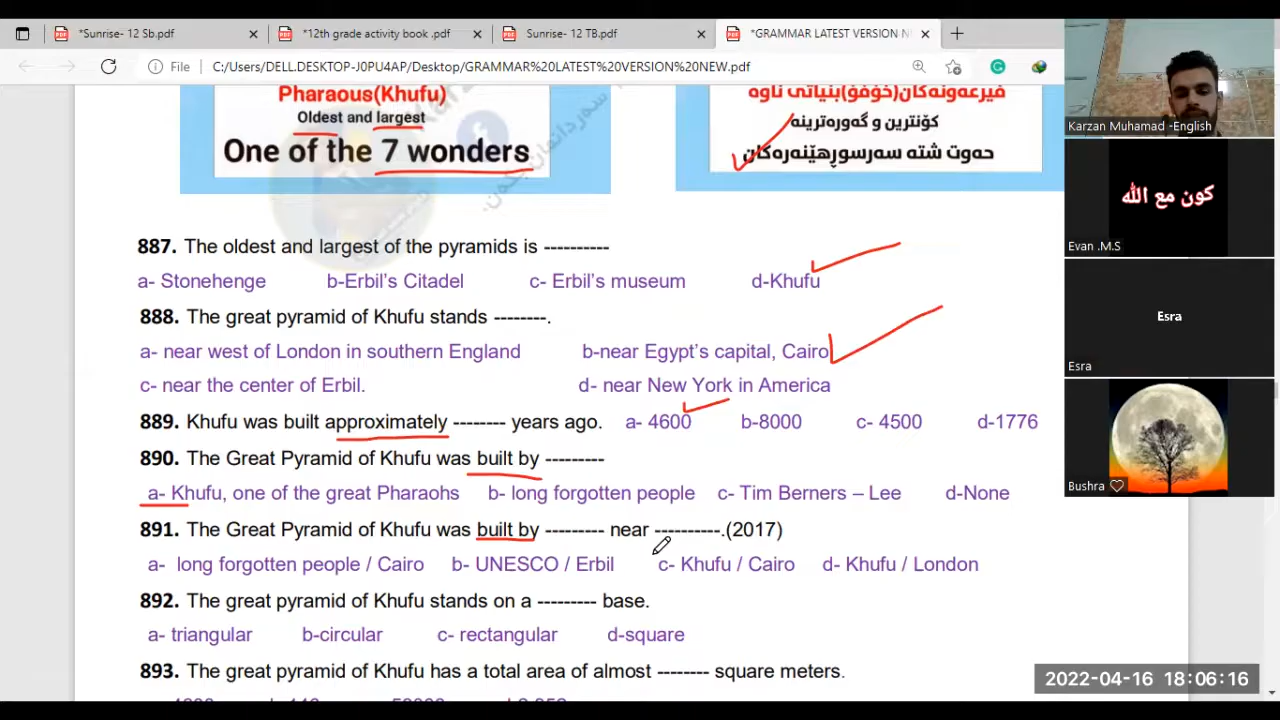 *Sunrise- 12 Sb.pdf
*12th grade activity book .pdf
Sunrise- 12 TB.pdf
*GRAMMAR LATEST VERSION N
File
C:/Users/DELL.DESKTOP-J0PU4AP/Desktop/GRAMMAR%20LATEST%20VERSION%20NEW.pdf
Pharaous(Khufu)
Oldest and largest
One of the 7 wonders
فیرعەونەکان(خۆفۆ)بنیاتی ناوە
کۆنترین و گەورەترینە
حەوت شتە سەرسوڕهێنەرەکان
887. The oldest and largest of the pyramids is ----------
a- Stonehenge b-Erbil’s Citadel c- Erbil’s museum d-Khufu
888. The great pyramid of Khufu stands --------.
a- near west of London in southern England b-near Egypt’s capital, Cairo
c- near the center of Erbil. d- near New York in America
889. Khufu was built approximately -------- years ago. a- 4600 b-8000 c- 4500 d-1776
890. The Great Pyramid of Khufu was built by ---------
a- Khufu, one of the great Pharaohs b- long forgotten people c- Tim Berners – Lee d-None
891. The Great Pyramid of Khufu was built by --------- near ----------.(2017)
a- long forgotten people / Cairo b- UNESCO / Erbil c- Khufu / Cairo d- Khufu / London
892. The great pyramid of Khufu stands on a --------- base.
a- triangular b-circular c- rectangular d-square
893. The great pyramid of Khufu has a total area of almost -------- square meters.
Karzan Muhamad -English
كون مع الله
Evan .M.S
Esra
Esra
Bushra
2022-04-16 18:06:16